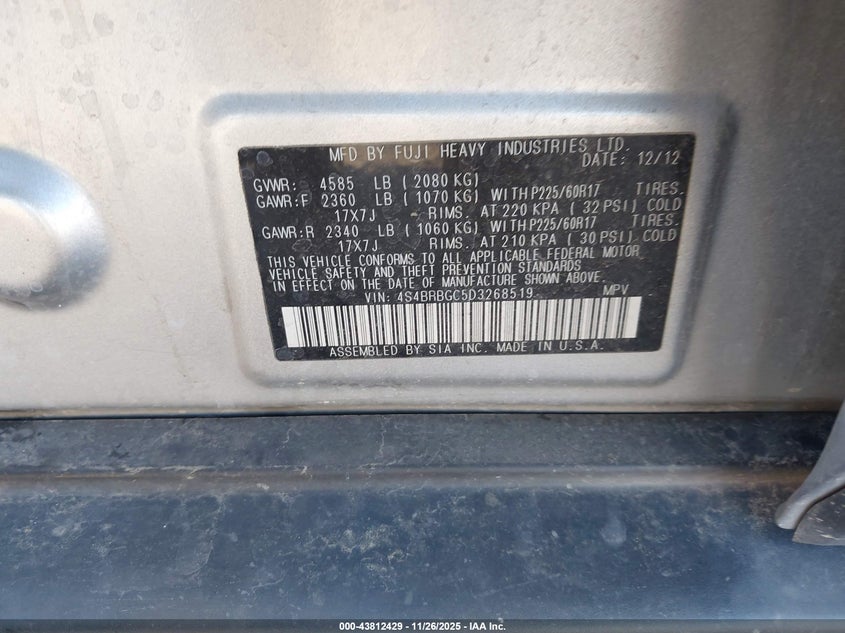 MFD BY FUJI HEAVY INDUSTRIES LTD.
DATE: 12/12
GVWR: 4585 LB ( 2080 KG)
GAWR:F 2360 LB ( 1070 KG) WITH P225/60R17 TIRES.
17X7J - RIMS. AT 220 KPA ( 32 PSI) COLD
GAWR:R 2340 LB ( 1060 KG) WITH P225/60R17 TIRES.
17X7J RIMS. AT 210 KPA ( 30 PSI) COLD
THIS VEHICLE CONFORMS TO ALL APPLICABLE FEDERAL MOTOR
VEHICLE SAFETY AND THEFT PREVENTION STANDARDS
IN EFFECT ON THE DATE OF MANUFACTURE SHOWN ABOVE.
VIN: 4S4BRBGC5D3268519 MPV
ASSEMBLED BY SIA INC. MADE IN U.S.A.
000-43812429 - 11/26/2025 - IAA Inc.